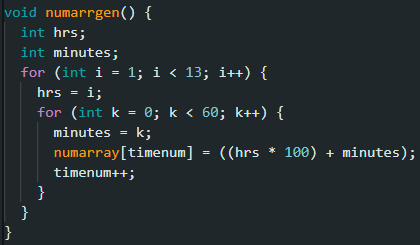 void numarrgen() {
  int hrs;
  int minutes;
  for (int i = 1; i < 13; i++) {
    hrs = i;
    for (int k = 0; k < 60; k++) {
      minutes = k;
      numarray[timenum] = ((hrs * 100) + minutes);
      timenum++;
    }
  }
}